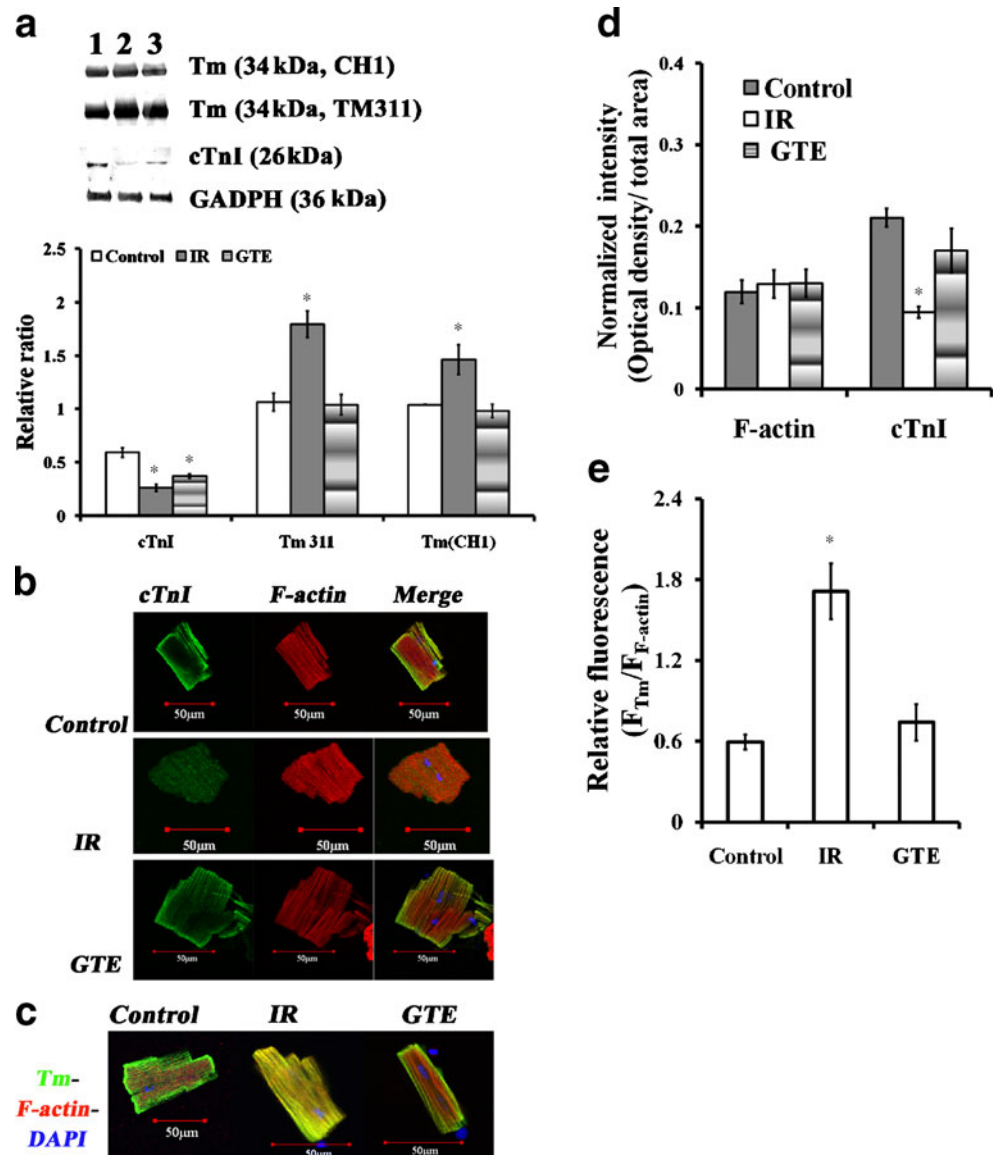 a
1 2 3
Tm (34 kDa, CH1)
Tm (34 kDa, TM311)
cTnI (26kDa)
GADPH (36 kDa)
Relative ratio
2.5
2
1.5
1
0.5
0
Control IR GTE
* * * *
cTnI Tm 311 Tm(CH1)
b
cTnI F-actin Merge
Control
50µm 50µm 50µm
IR
50µm 50µm 50µm
GTE
50µm 50µm 50µm
c
Control IR GTE
Tm-
F-actin-
DAPI
50µm 50µm 50µm
d
Normalized intensity
(Optical density/ total area)
0.4
0.3
0.2
0.1
0
Control
IR
GTE
*
F-actin cTnI
e
Relative fluorescence
(FTm/FF-actin)
2.4
1.8
1.2
0.6
0
*
Control IR GTE